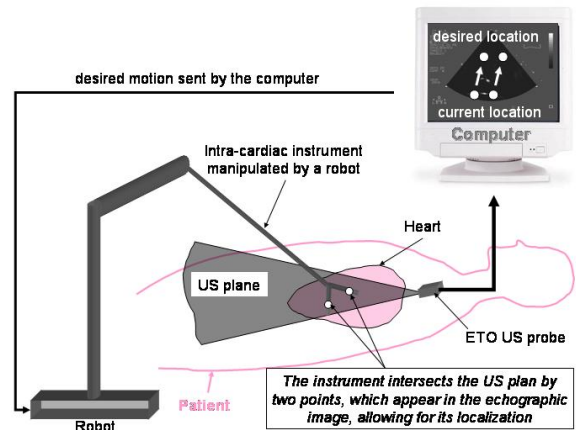 desired location
current location
Computer
desired motion sent by the computer
Intra-cardiac instrument
manipulated by a robot
Heart
US plane
ETO US probe
The instrument intersects the US plan by
two points, which appear in the echographic
image, allowing for its localization
Patient
Robot